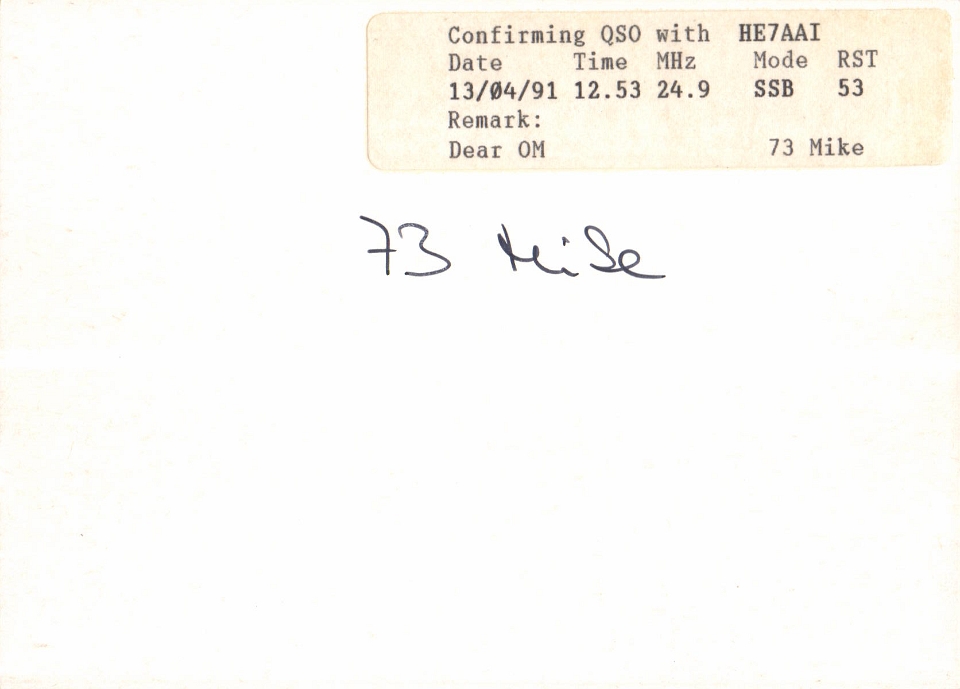 Confirming QSO with HE7AAI
Date Time MHz Mode RST
13/04/91 12.53 24.9 SSB 53
Remark:
Dear OM 73 Mike
73 Mike